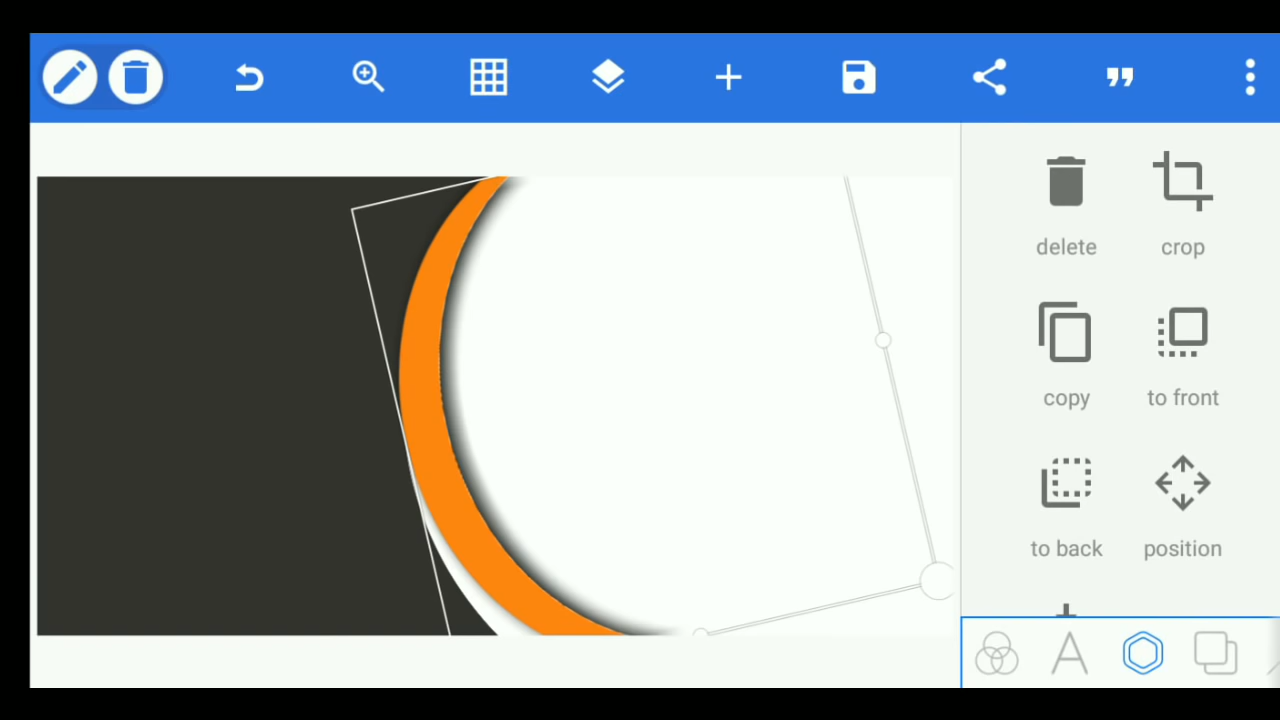 delete
crop
copy
to front
to back
position